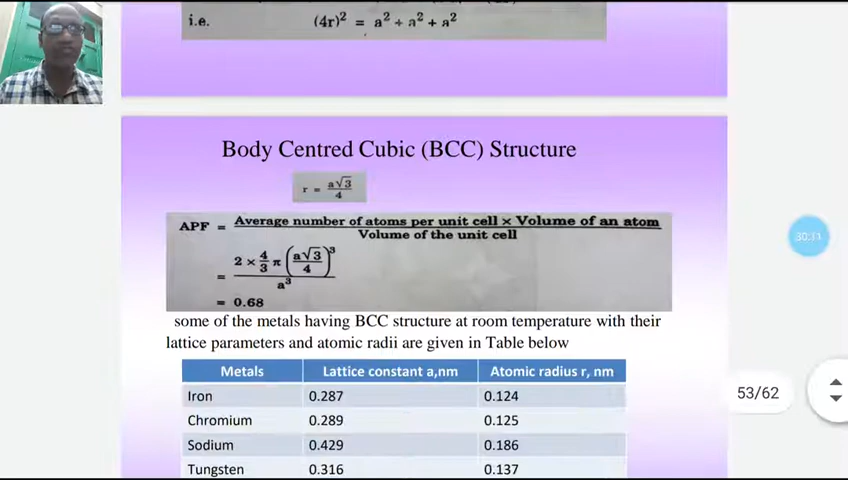 i.e. (4r)² = a² + a² + a²
Body Centred Cubic (BCC) Structure
r = a√3/4
APF = Average number of atoms per unit cell × Volume of an atom / Volume of the unit cell
= 2 × 4/3 π (a√3/4)³ / a³
= 0.68
some of the metals having BCC structure at room temperature with their
lattice parameters and atomic radii are given in Table below
Metals Lattice constant a,nm Atomic radius r, nm
Iron 0.287 0.124
Chromium 0.289 0.125
Sodium 0.429 0.186
Tungsten 0.316 0.137
30:31
53/62